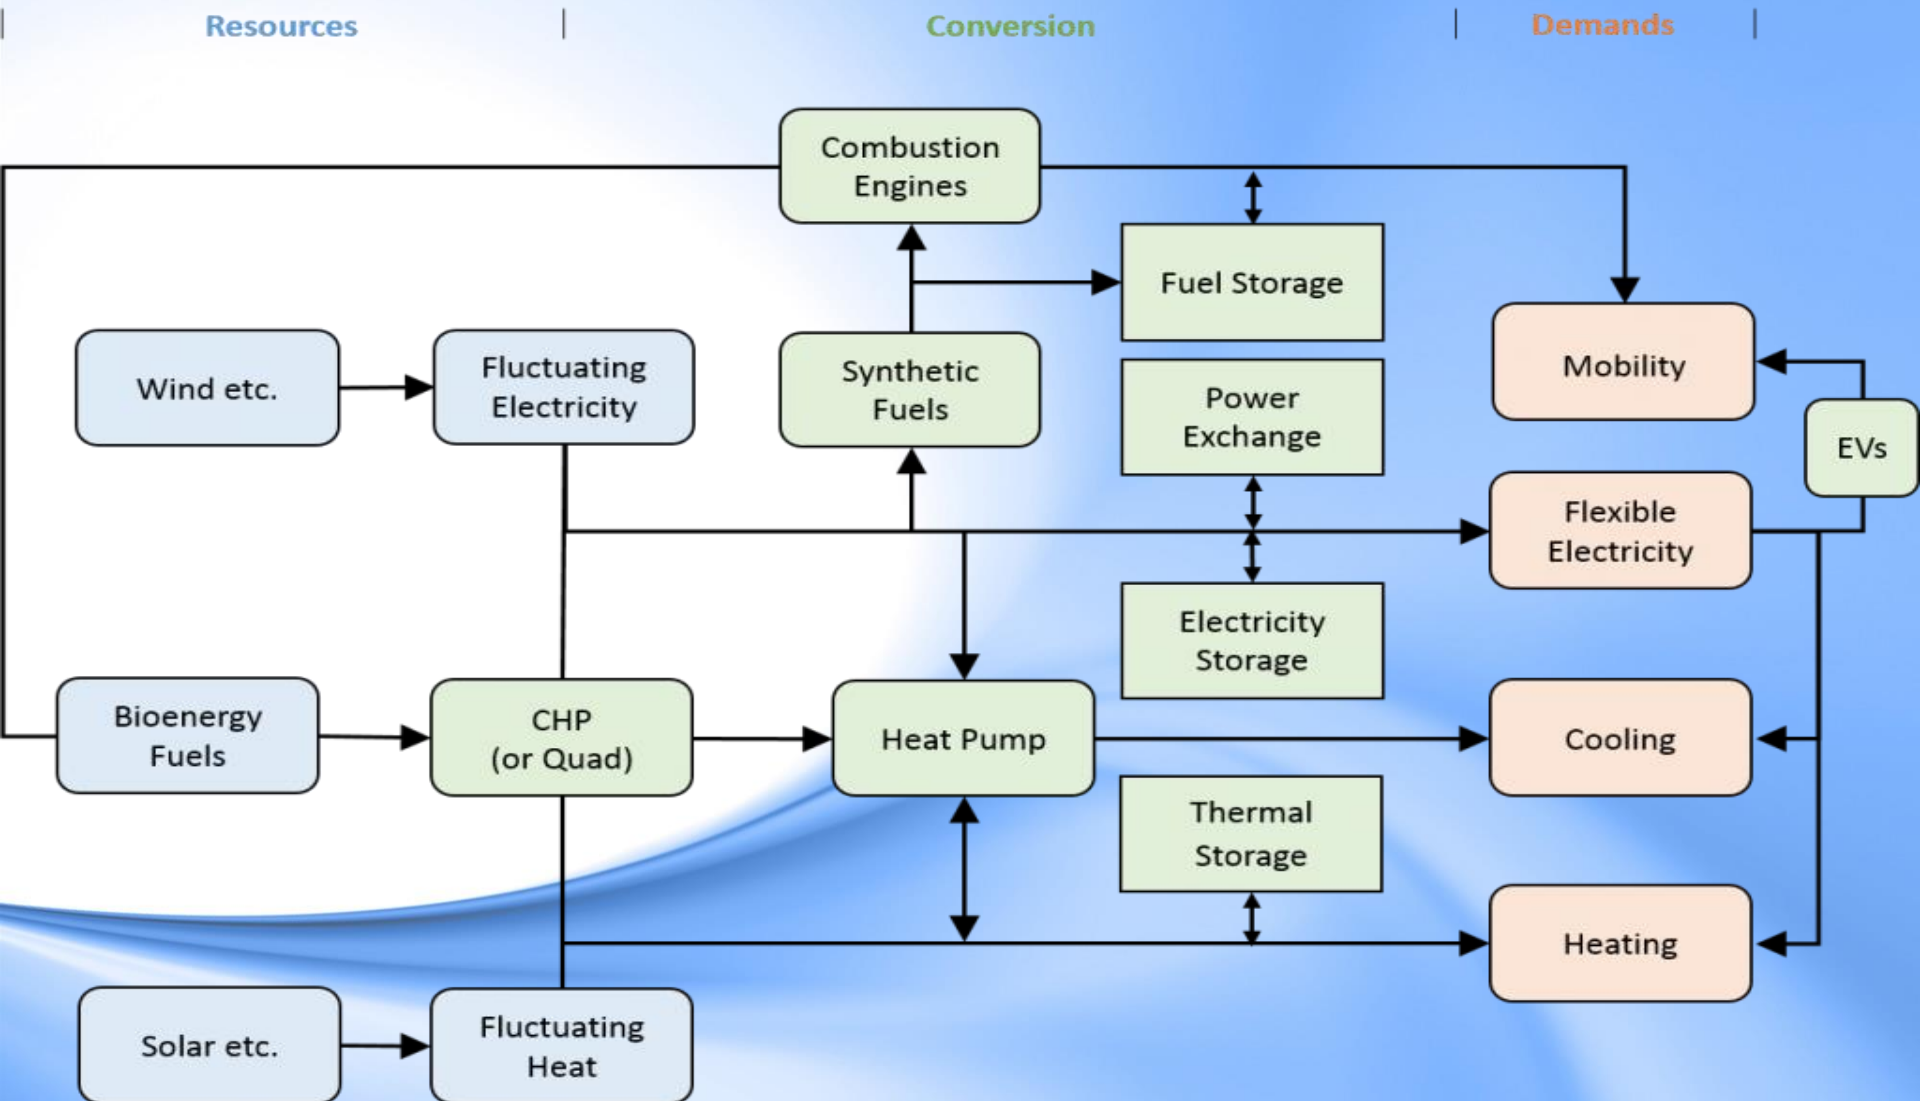 Resources
Conversion
Demands
Combustion
Engines
Fuel Storage
Wind etc.
Fluctuating
Electricity
Synthetic
Fuels
Power
Exchange
Mobility
EVs
Flexible
Electricity
Electricity
Storage
Bioenergy
Fuels
CHP
(or Quad)
Heat Pump
Cooling
Thermal
Storage
Heating
Solar etc.
Fluctuating
Heat